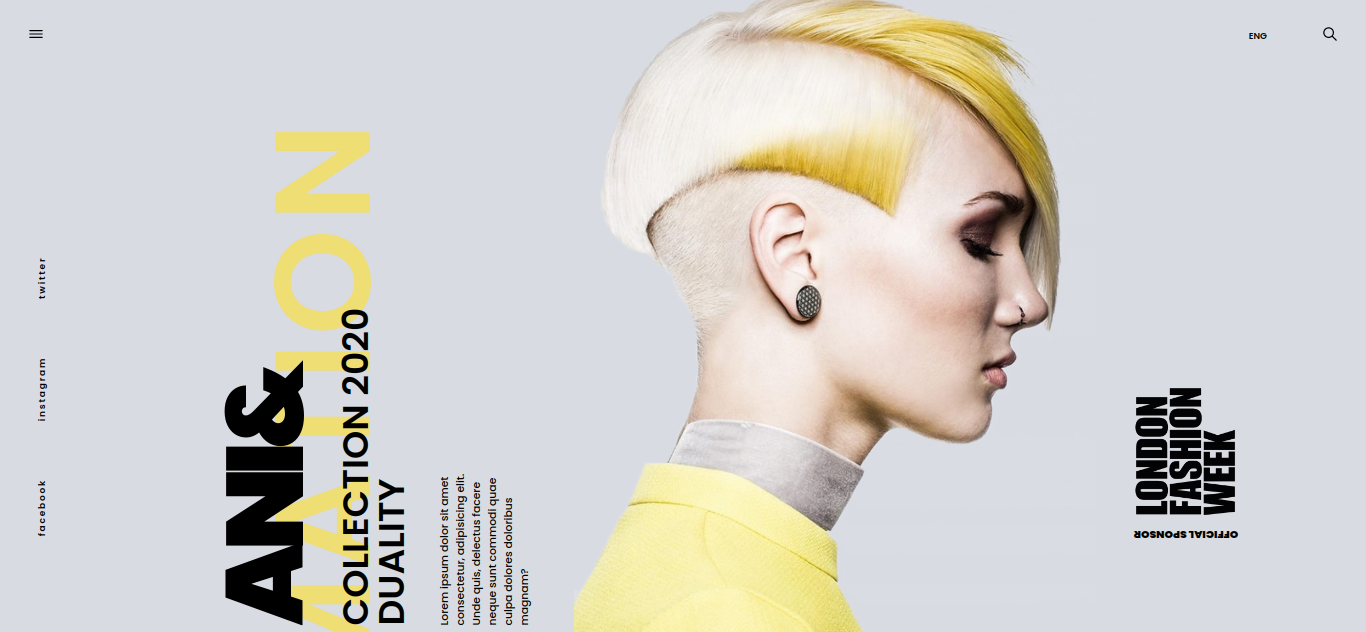 ENG
twitter
instagram
facebook
ANI&
COLLECTION 2020
DUALITY
Lorem ipsum dolor sit amet
consectetur, adipisicing elit.
Unde quis, delectus facere
neque sunt commodi quae
culpa dolores doloribus
magnam?
LONDON
FASHION
WEEK
OFFICIAL SPONSOR